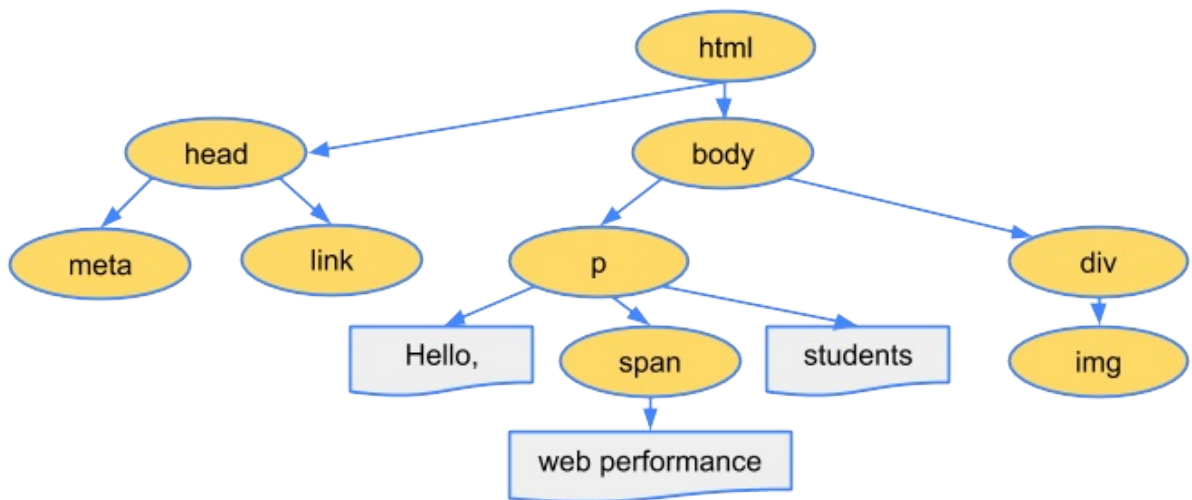 html
head
body
meta
link
p
div
Hello,
span
students
img
web performance